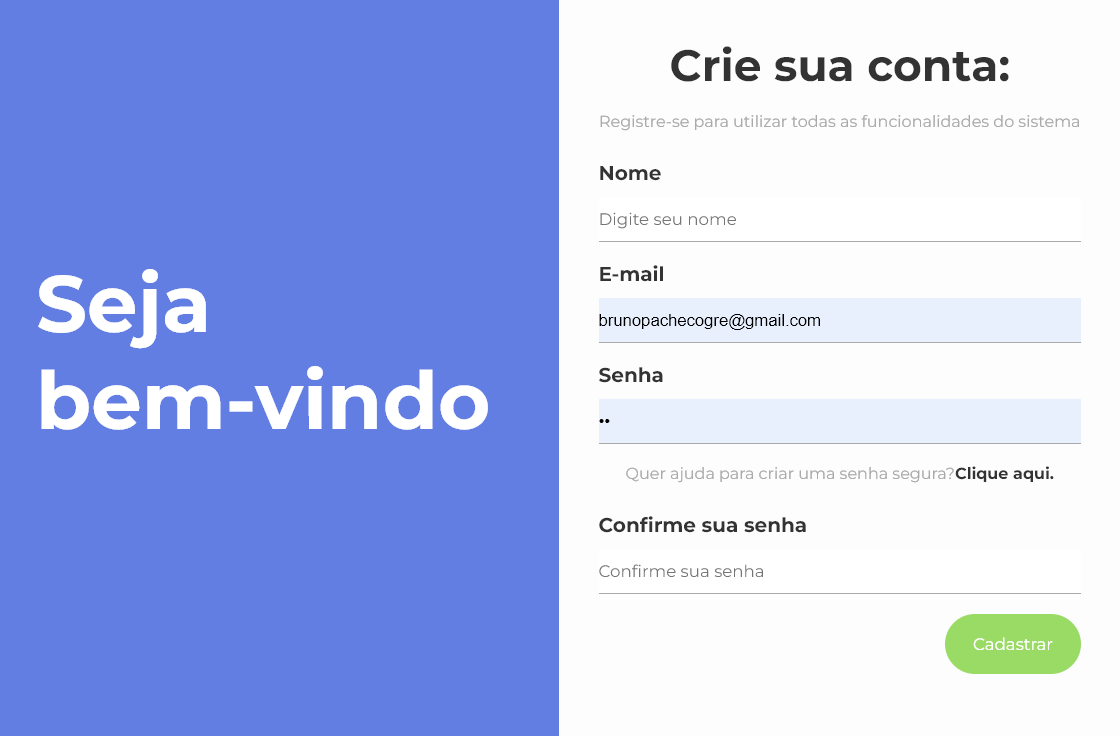 Seja
bem-vindo
Crie sua conta:
Registre-se para utilizar todas as funcionalidades do sistema
Nome
Digite seu nome
E-mail
brunopachecogre@gmail.com
Senha
••
Quer ajuda para criar uma senha segura?Clique aqui.
Confirme sua senha
Confirme sua senha
Cadastrar